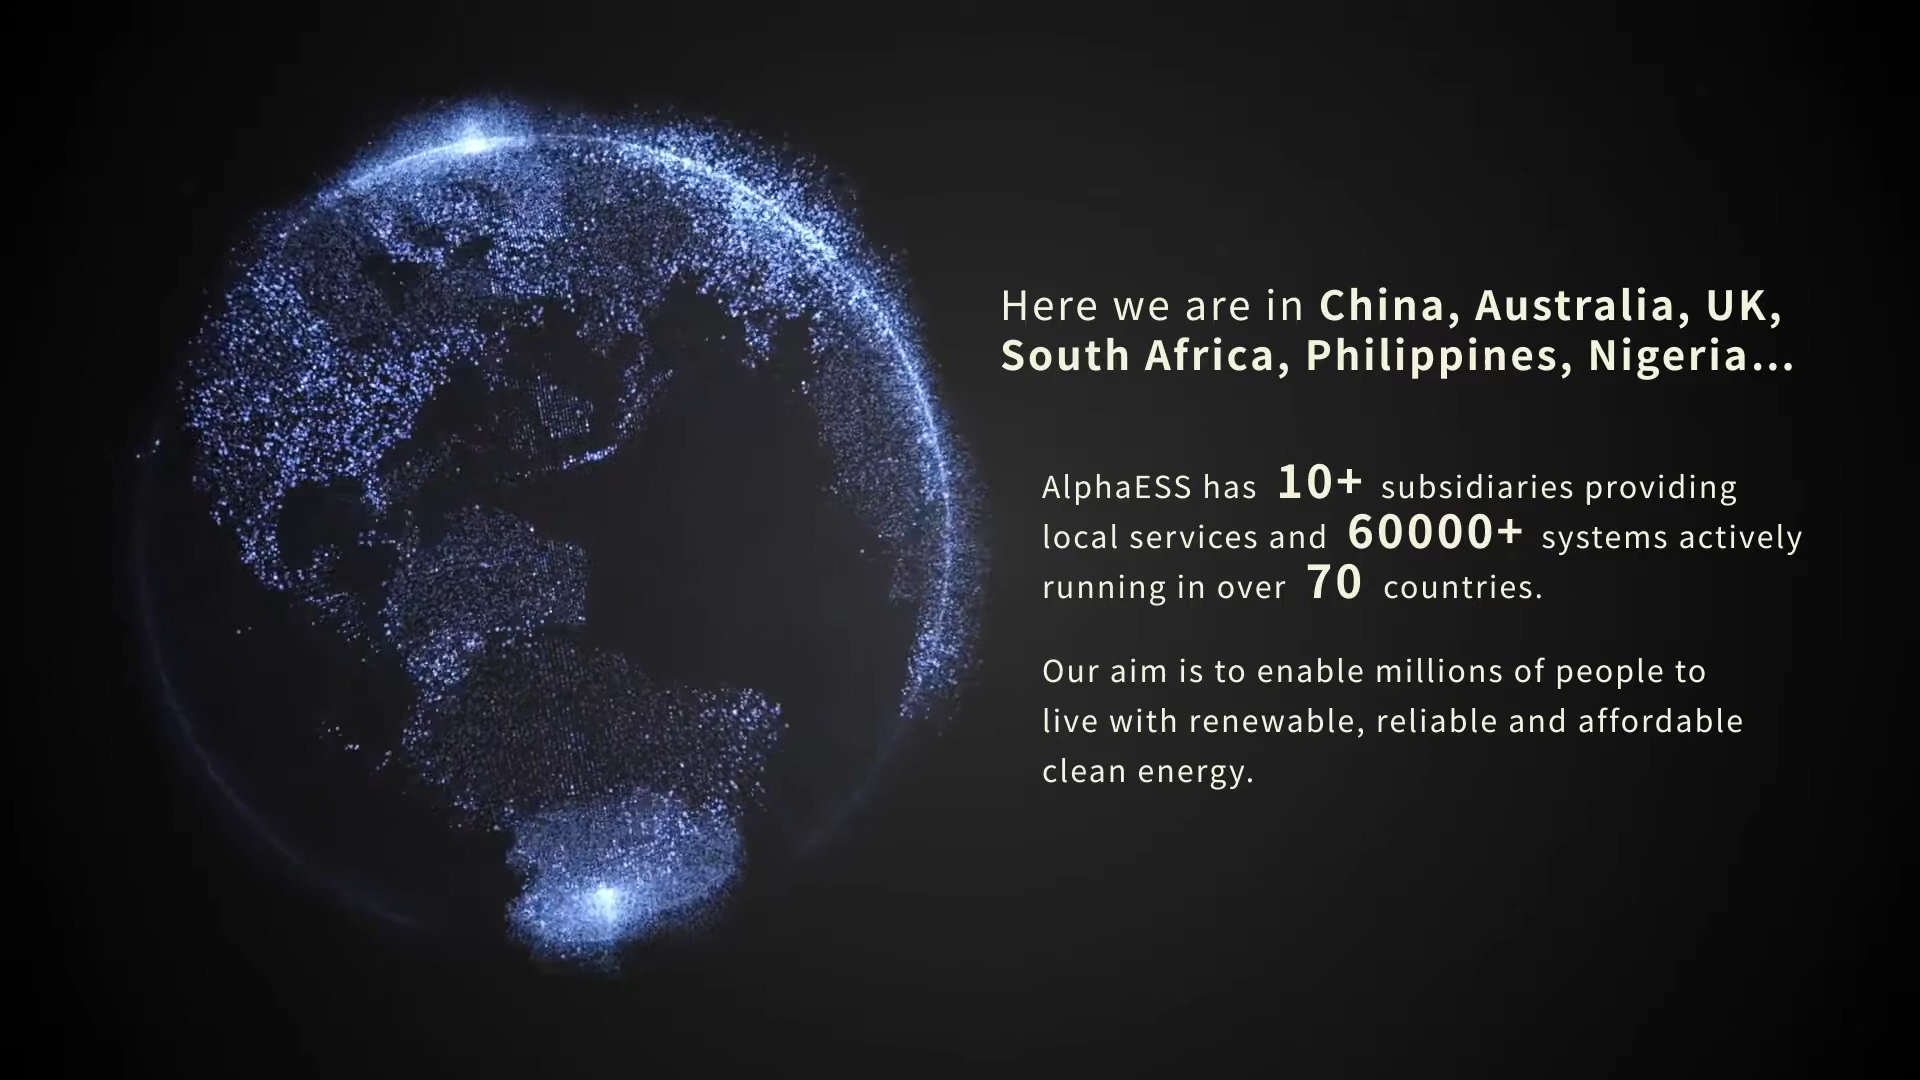 Here we are in China, Australia, UK,
South Africa, Philippines, Nigeria...
AlphaESS has 10+ subsidiaries providing
local services and 60000+ systems actively
running in over 70 countries.
Our aim is to enable millions of people to
live with renewable, reliable and affordable
clean energy.